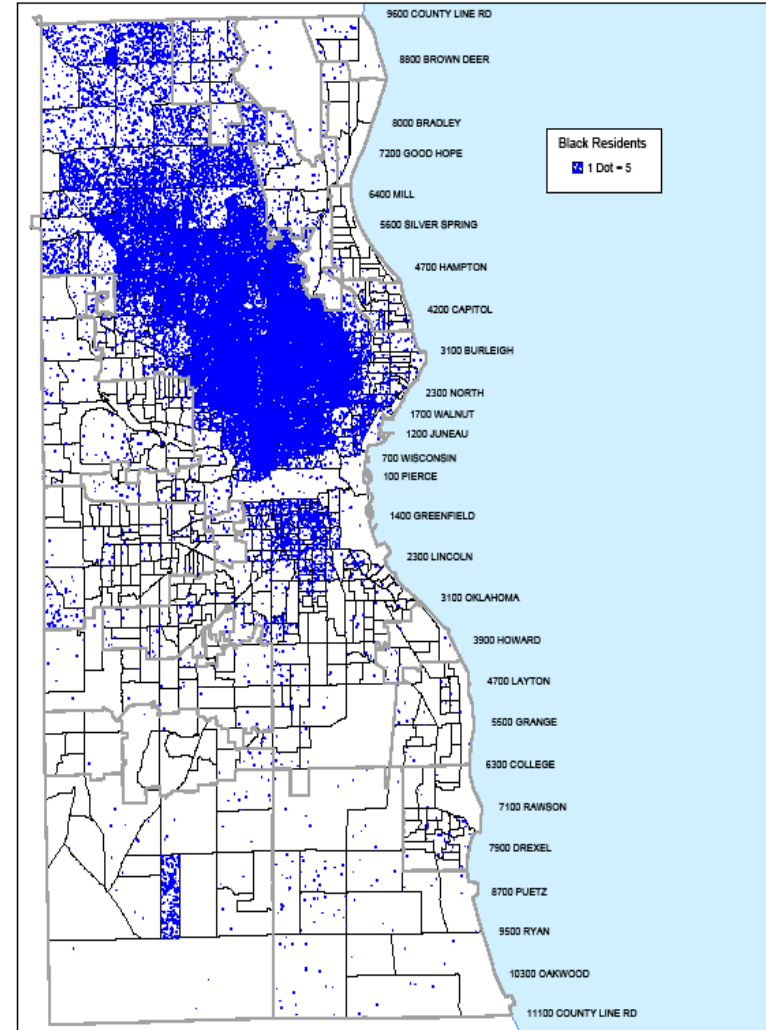 9600 COUNTY LINE RD
8800 BROWN DEER
8000 BRADLEY
Black Residents
1 Dot = 5
7200 GOOD HOPE
6400 MILL
5600 SILVER SPRING
4700 HAMPTON
4200 CAPITOL
3100 BURLEIGH
2300 NORTH
1700 WALNUT
1200 JUNEAU
700 WISCONSIN
100 PIERCE
1400 GREENFIELD
2300 LINCOLN
3100 OKLAHOMA
3900 HOWARD
4700 LAYTON
5500 GRANGE
6300 COLLEGE
7100 RAWSON
7900 DREXEL
8700 PUETZ
9500 RYAN
10300 OAKWOOD
11100 COUNTY LINE RD